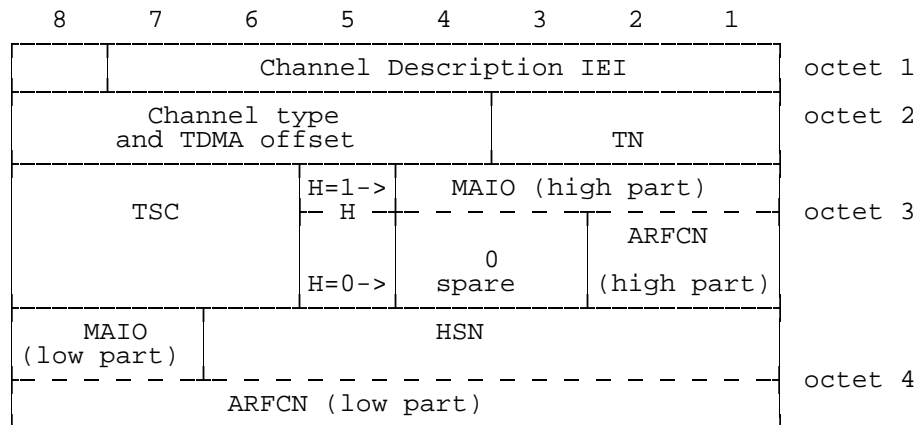 8 7 6 5 4 3 2 1
Channel Description IEI octet 1
Channel type octet 2
and TDMA offset TN
H=1-> MAIO (high part)
TSC H octet 3
ARFCN
0
H=0-> spare (high part)
MAIO HSN
(low part)
octet 4
ARFCN (low part)